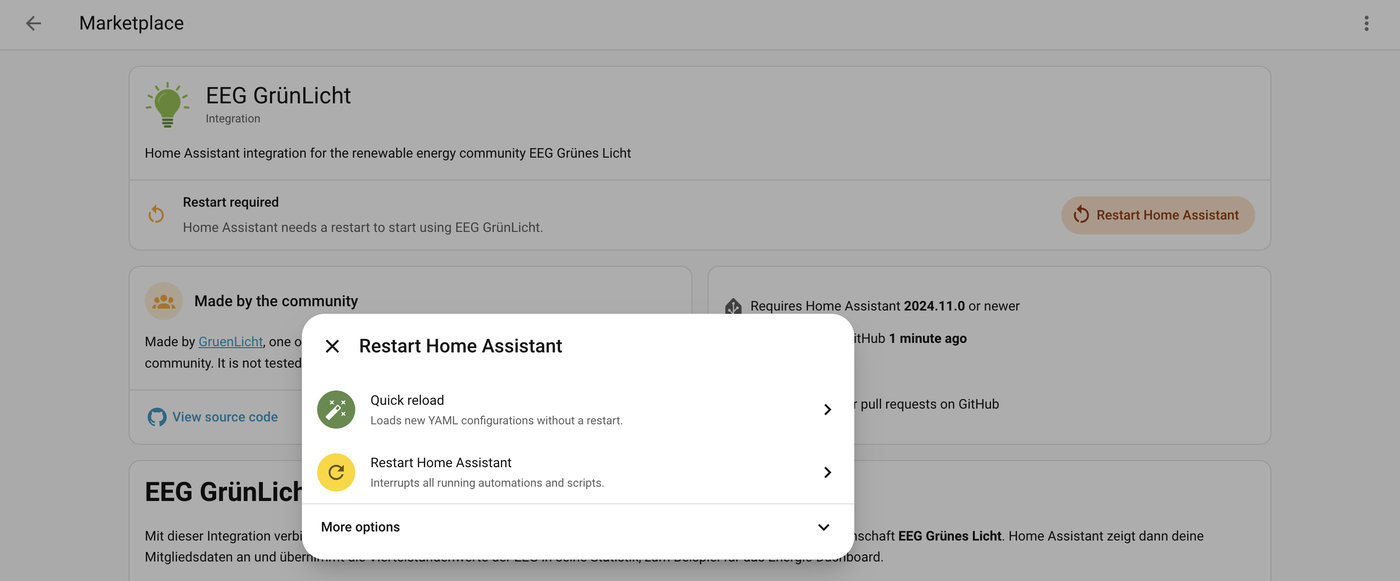 Marketplace
EEG GrünLicht
Integration
Home Assistant integration for the renewable energy community EEG Grünes Licht
Restart required
Home Assistant needs a restart to start using EEG GrünLicht.
Restart Home Assistant
Made by the community
Made by GruenLicht, one o
community. It is not tested
View source code
Requires Home Assistant 2024.11.0 or newer
itHub 1 minute ago
r pull requests on GitHub
Restart Home Assistant
Quick reload
Loads new YAML configurations without a restart.
Restart Home Assistant
Interrupts all running automations and scripts.
More options
EEG GrünLich
Mit dieser Integration verbi
nschaft EEG Grünes Licht. Home Assistant zeigt dann deine
Mitgliedsdaten an und übernimmt die Viertelstundenwerte der EEG in seine Statistik, zum Beispiel für das Energie Dashboard.